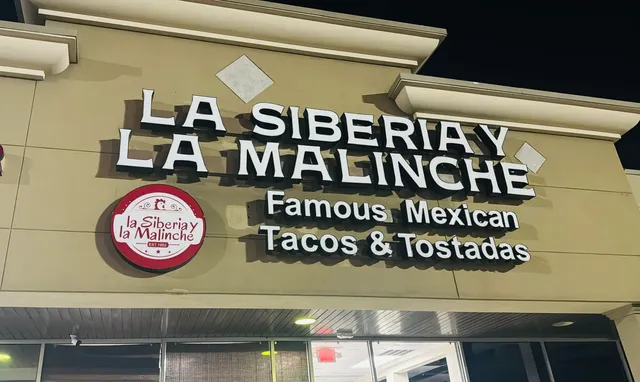 LA SIBERIA Y
LA MALINCHE
Famous Mexican
Tacos & Tostadas
la Siberia y
la Malinche